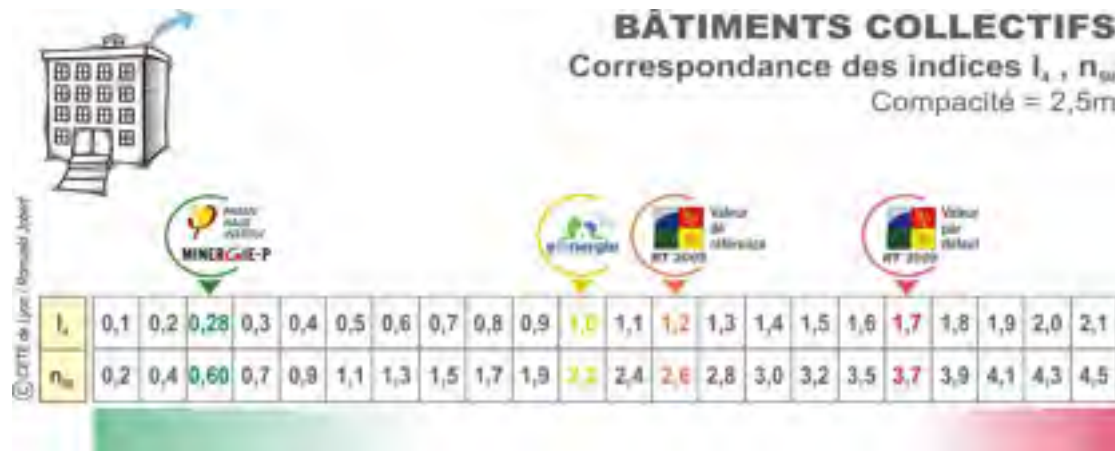 BÂTIMENTS COLLECTIFS
Correspondance des indices I₄ , n₅₀
Compacité = 2,5m
PASSIV
HAUS
INSTITUT
MINERGIE-P
effinergie
RT 2005
Valeur
de
référence
RT 2005
Valeur
par
défaut
I₄ 0,1 0,2 0,28 0,3 0,4 0,5 0,6 0,7 0,8 0,9 1,0 1,1 1,2 1,3 1,4 1,5 1,6 1,7 1,8 1,9 2,0 2,1
n₅₀ 0,2 0,4 0,60 0,7 0,9 1,1 1,3 1,5 1,7 1,9 2,2 2,4 2,6 2,8 3,0 3,2 3,5 3,7 3,9 4,1 4,3 4,5
© CETE de Lyon / Romuald Jobert